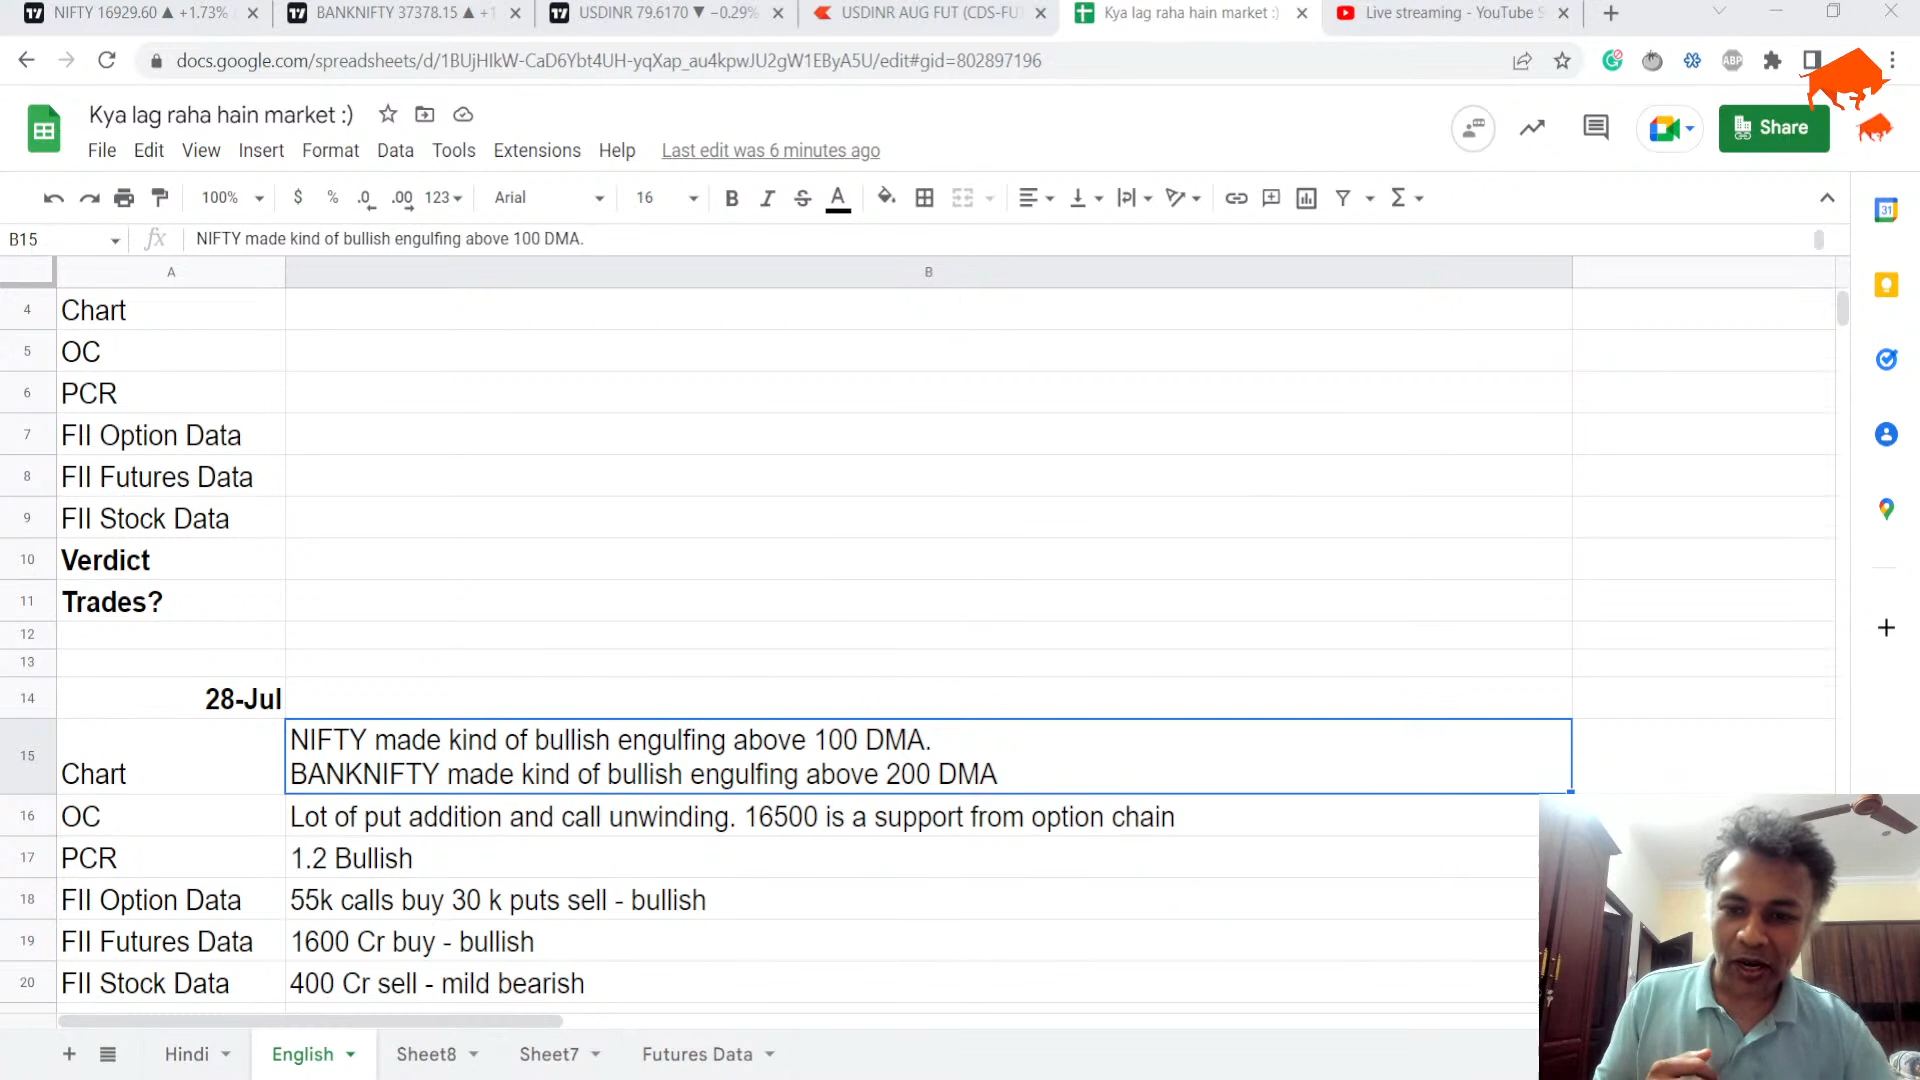 NIFTY 16929.60 ▲ +1.73%
BANKNIFTY 37378.15 ▲ +1
USDINR 79.6170 ▼ −0.29%
USDINR AUG FUT (CDS-FUT
Kya lag raha hain market :)
Live streaming - YouTube S
docs.google.com/spreadsheets/d/1BUjHIkW-CaD6Ybt4UH-yqXap_au4kpwJU2gW1EByA5U/edit#gid=802897196
ABP
Kya lag raha hain market :)
Share
File Edit View Insert Format Data Tools Extensions Help Last edit was 6 minutes ago
100% $ % .0 .00 123 Arial 16 B I S A
31
B15 fx NIFTY made kind of bullish engulfing above 100 DMA.
A B
4 Chart
5 OC
6 PCR
7 FII Option Data
8 FII Futures Data
9 FII Stock Data
10 Verdict
11 Trades?
12
13
14 28-Jul
NIFTY made kind of bullish engulfing above 100 DMA.
15 Chart BANKNIFTY made kind of bullish engulfing above 200 DMA
16 OC Lot of put addition and call unwinding. 16500 is a support from option chain
17 PCR 1.2 Bullish
18 FII Option Data 55k calls buy 30 k puts sell - bullish
19 FII Futures Data 1600 Cr buy - bullish
20 FII Stock Data 400 Cr sell - mild bearish
Hindi English Sheet8 Sheet7 Futures Data